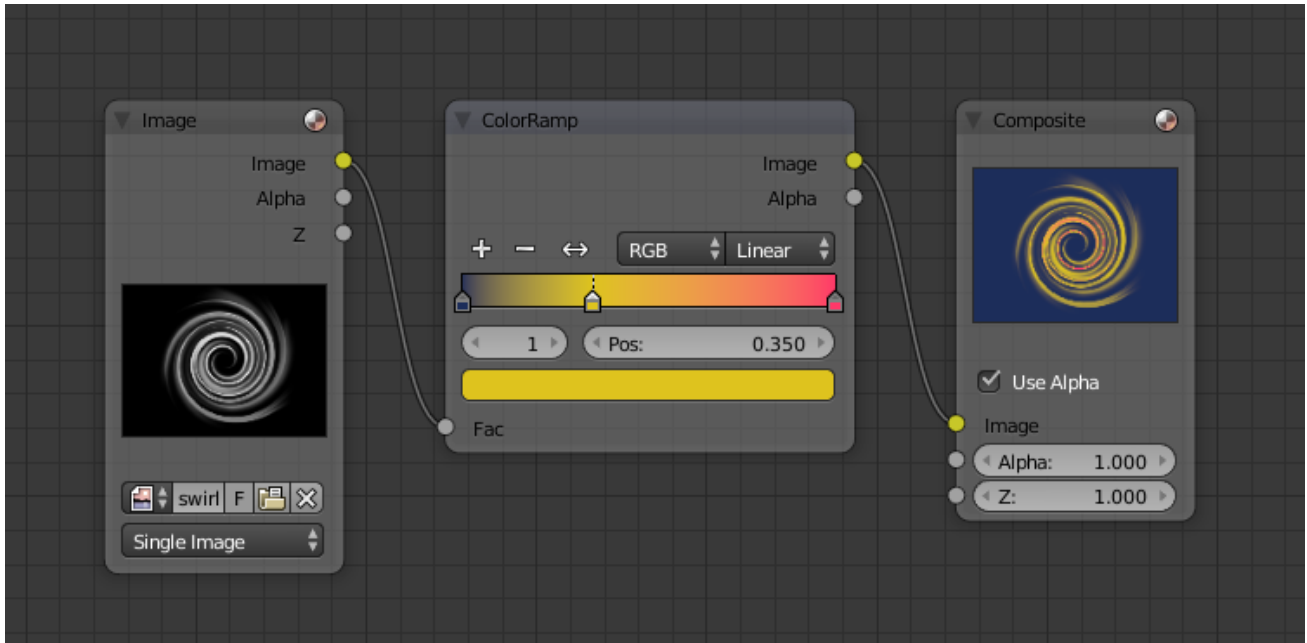 Image
Image
Alpha
Z
swirl F
Single Image
ColorRamp
Image
Alpha
RGB Linear
1 Pos: 0.350
Fac
Composite
Use Alpha
Image
Alpha: 1.000
Z: 1.000